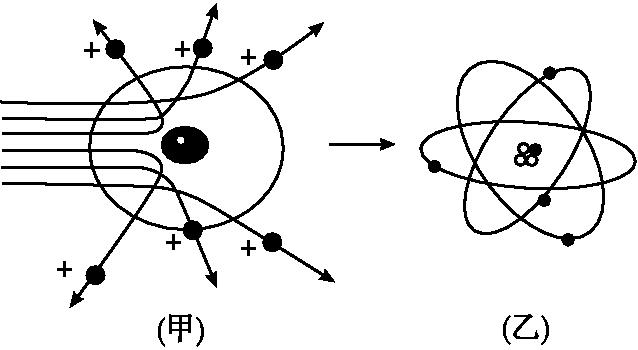 + + +
+ + +
(甲) (乙)